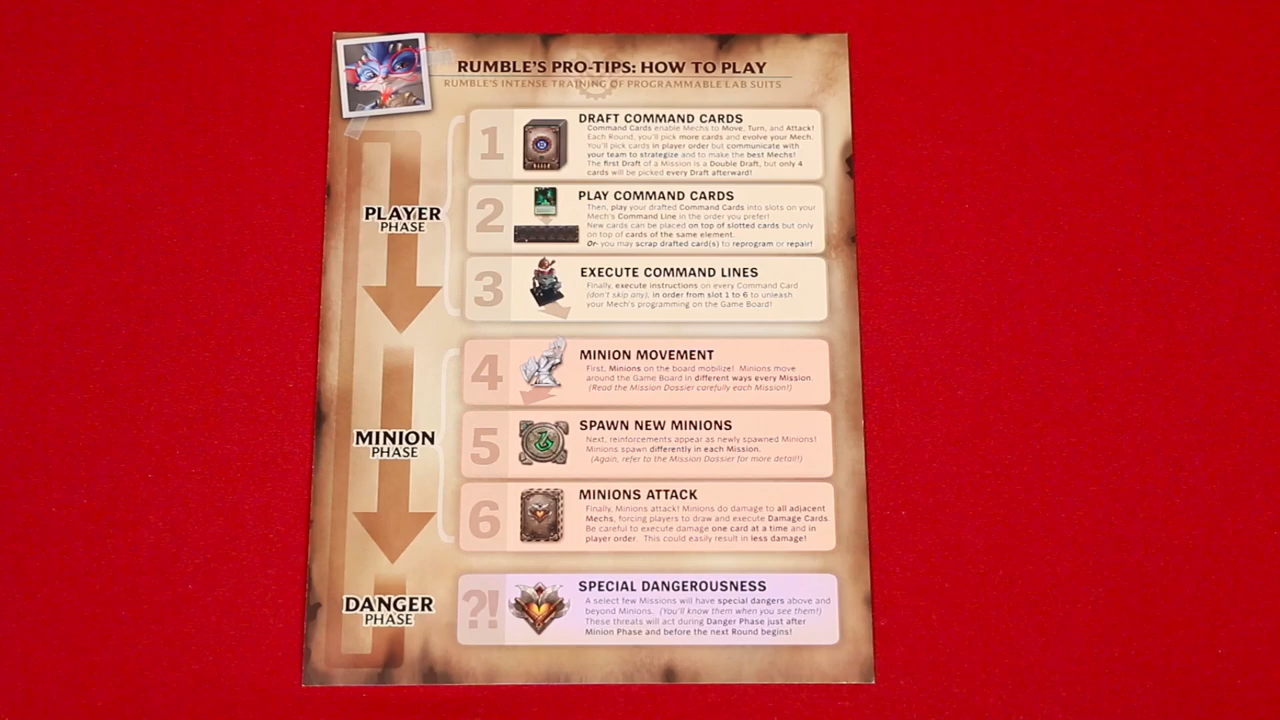 RUMBLE'S PRO-TIPS: HOW TO PLAY
RUMBLE'S INTENSE TRAINING OF PROGRAMMABLE LAB SUITS
PLAYER
PHASE
1
DRAFT COMMAND CARDS
Command Cards enable Mechs to Move, Turn, and Attack!
Each Round, you'll pick more cards and evolve your Mech.
You'll pick cards in player order but communicate with
your team to strategize and to make the best Mechs!
The first Draft of a Mission is a Double Draft, but only 4
cards will be picked every Draft afterward!
2
PLAY COMMAND CARDS
Then, play your drafted Command Cards into slots on your
Mech's Command Line in the order you prefer!
New cards can be placed on top of slotted cards but only
on top of cards of the same element.
Or- you may scrap drafted card(s) to reprogram or repair!
3
EXECUTE COMMAND LINES
Finally, execute instructions on every Command Card
(don't skip any), in order from slot 1 to 6 to unleash
your Mech's programming on the Game Board!
MINION
PHASE
4
MINION MOVEMENT
First, Minions on the board mobilize! Minions move
around the Game Board in different ways every Mission.
(Read the Mission Dossier carefully each Mission!)
5
SPAWN NEW MINIONS
Next, reinforcements appear as newly spawned Minions!
Minions spawn differently in each Mission.
(Again, refer to the Mission Dossier for more detail!)
6
MINIONS ATTACK
Finally, Minions attack! Minions do damage to all adjacent
Mechs, forcing players to draw and execute Damage Cards.
Be careful to execute damage one card at a time and in
player order. This could easily result in less damage!
DANGER
PHASE
?!
SPECIAL DANGEROUSNESS
A select few Missions will have special dangers above and
beyond Minions. (You'll know them when you see them!)
These threats will act during Danger Phase just after
Minion Phase and before the next Round begins!